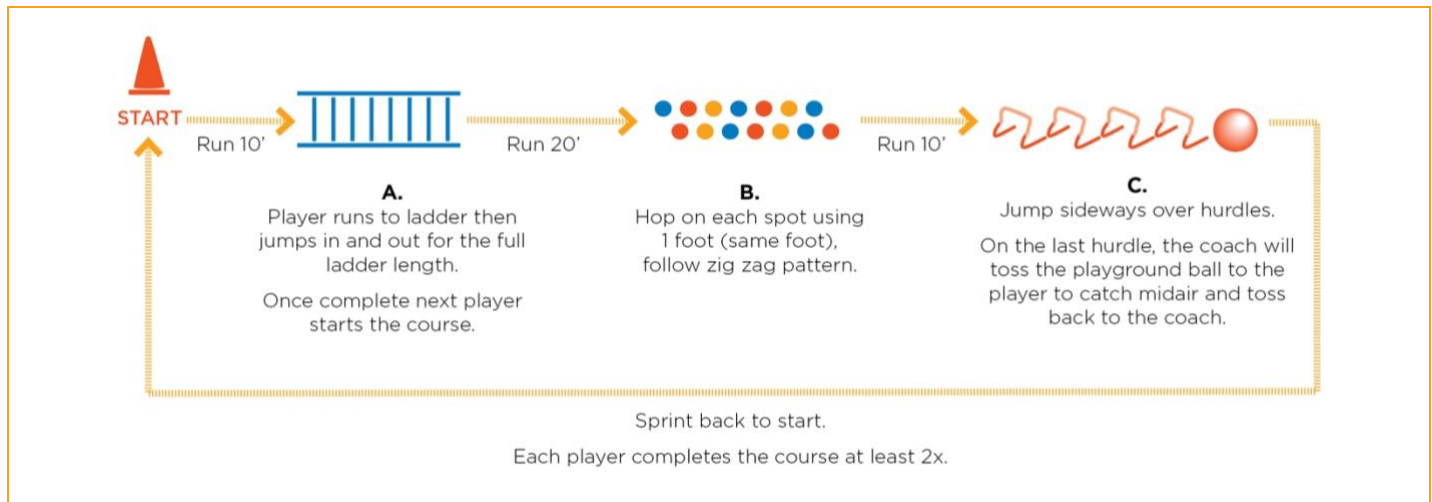 START
Run 10'
Run 20'
Run 10'
A.
Player runs to ladder then
jumps in and out for the full
ladder length.
Once complete next player
starts the course.
B.
Hop on each spot using
1 foot (same foot),
follow zig zag pattern.
C.
Jump sideways over hurdles.
On the last hurdle, the coach will
toss the playground ball to the
player to catch midair and toss
back to the coach.
Sprint back to start.
Each player completes the course at least 2x.